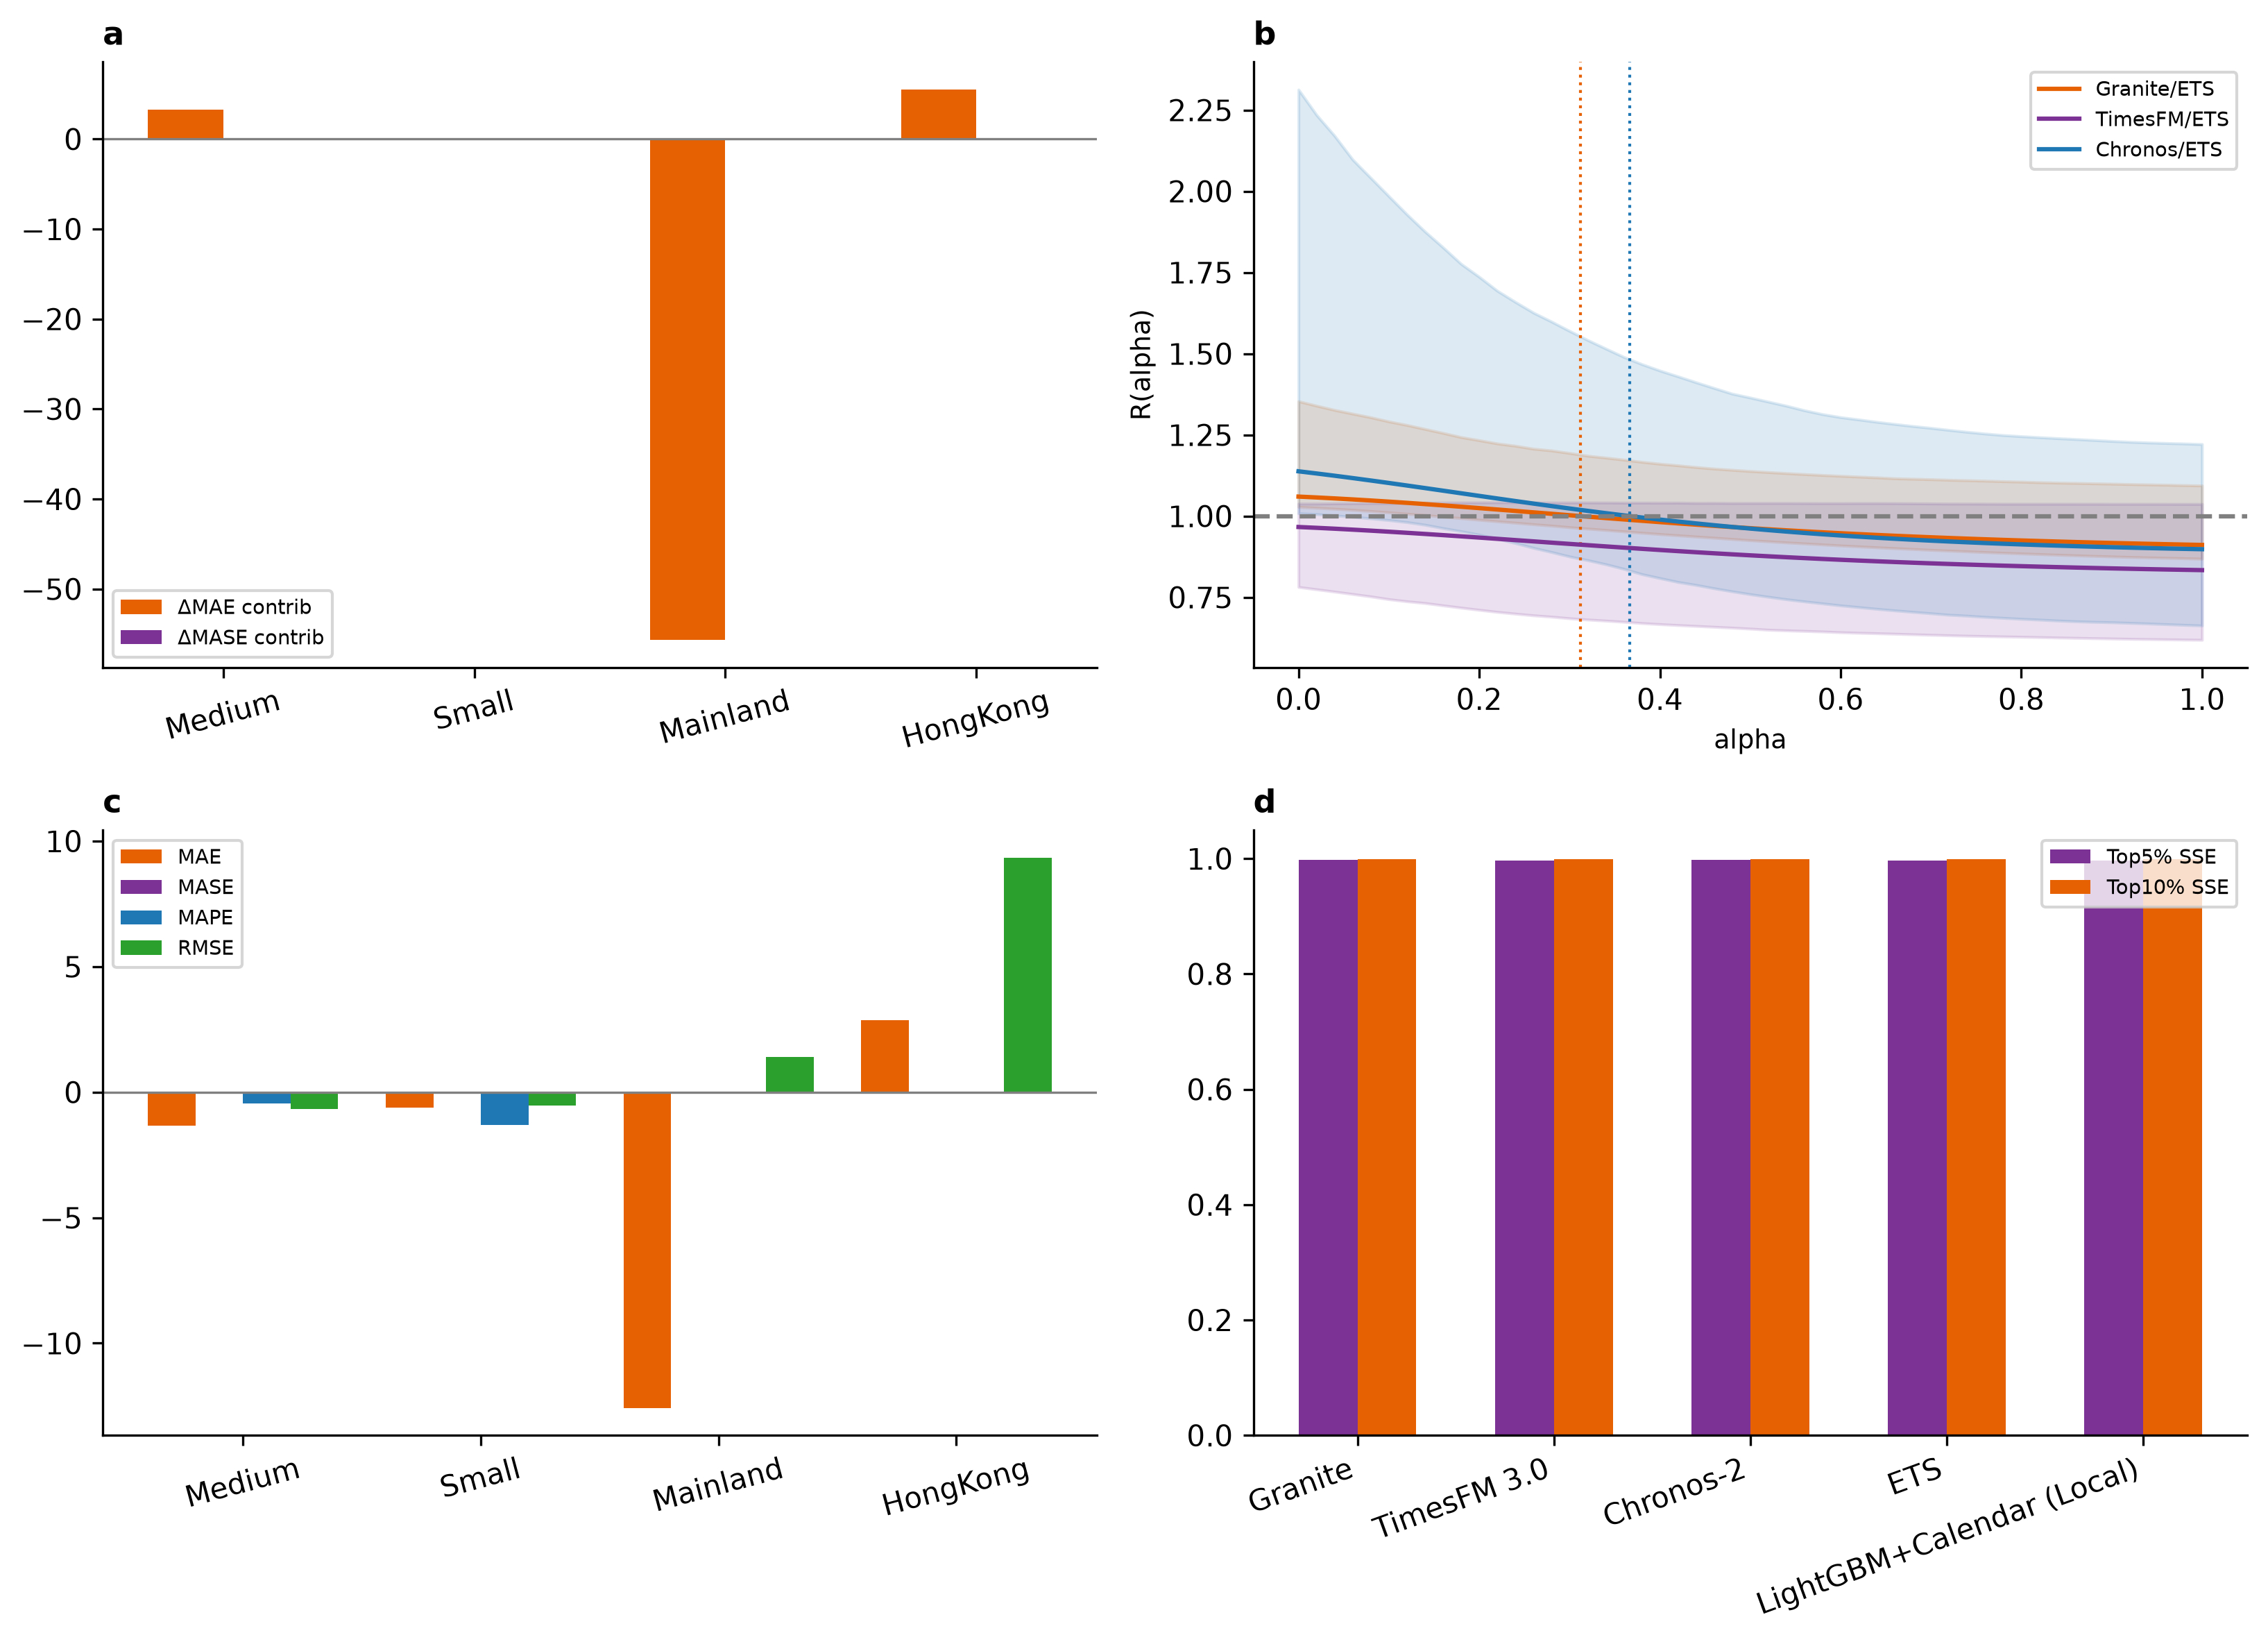 a
0
−10
−20
−30
−40
−50
ΔMAE contrib
ΔMASE contrib
Medium
Small
Mainland
HongKong
b
R(alpha)
2.25
2.00
1.75
1.50
1.25
1.00
0.75
Granite/ETS
TimesFM/ETS
Chronos/ETS
0.0
0.2
0.4
0.6
0.8
1.0
alpha
c
10
5
0
−5
−10
MAE
MASE
MAPE
RMSE
Medium
Small
Mainland
HongKong
d
1.0
0.8
0.6
0.4
0.2
0.0
Top5% SSE
Top10% SSE
Granite
TimesFM 3.0
Chronos-2
ETS
LightGBM+Calendar (Local)